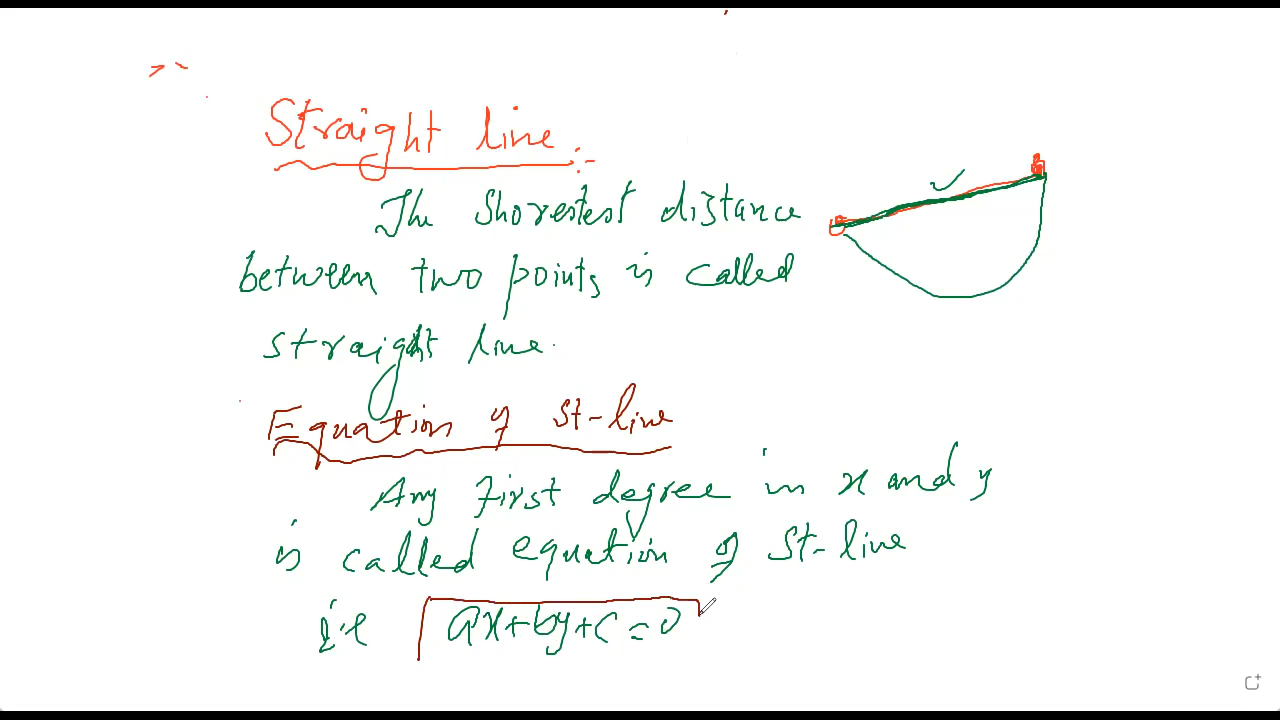 Straight line :-
The Shorestest distance
between two points is called
straight line.
Equation of St-line
Any First degree in x and y
is called equation of St-line
i.e ax+by+c=0